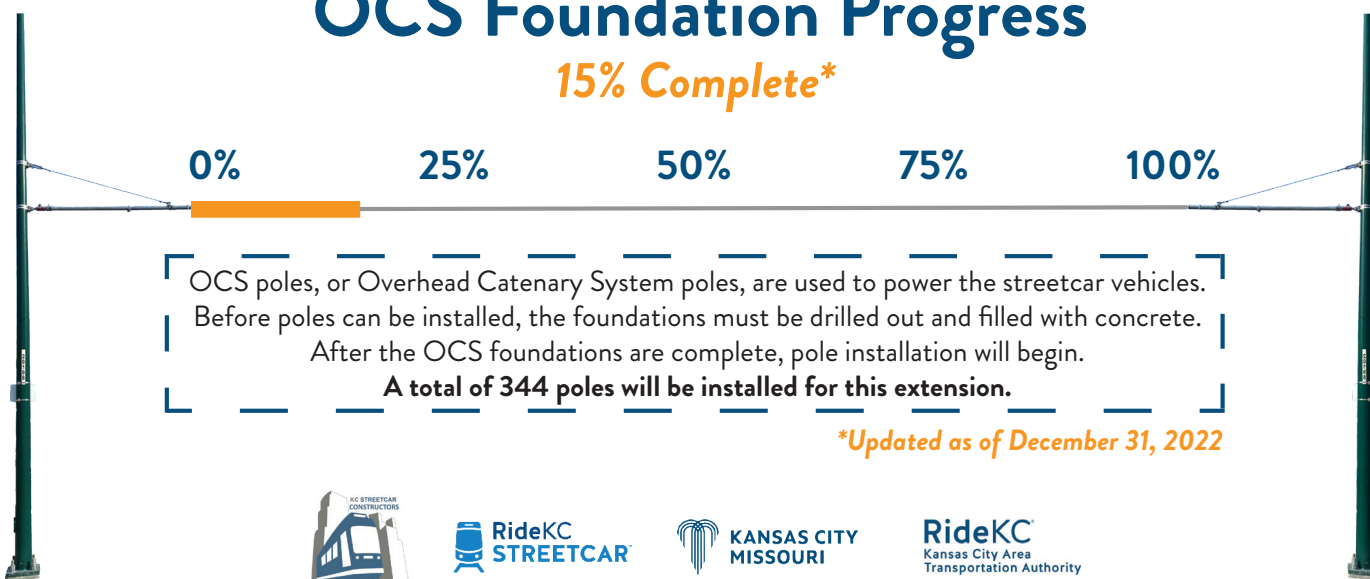 OCS Foundation Progress
15% Complete*
0% 25% 50% 75% 100%
OCS poles, or Overhead Catenary System poles, are used to power the streetcar vehicles.
Before poles can be installed, the foundations must be drilled out and filled with concrete.
After the OCS foundations are complete, pole installation will begin.
A total of 344 poles will be installed for this extension.
*Updated as of December 31, 2022
KC STREETCAR
CONSTRUCTORS
RideKC
STREETCAR
KANSAS CITY
MISSOURI
RideKC
Kansas City Area
Transportation Authority